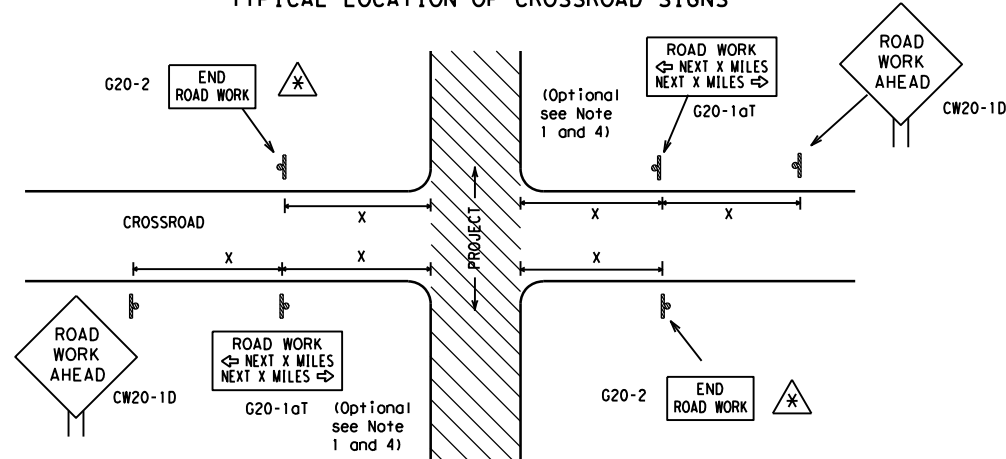 TYPICAL LOCATION OF CROSSROAD SIGNS
G20-2
END
ROAD WORK
*
(Optional
see Note
1 and 4)
ROAD WORK
⇦ NEXT X MILES
NEXT X MILES ⇨
G20-1aT
ROAD
WORK
AHEAD
CW20-1D
X
X
X
CROSSROAD
PROJECT
X
X
X
ROAD
WORK
AHEAD
CW20-1D
ROAD WORK
⇦ NEXT X MILES
NEXT X MILES ⇨
G20-1aT
(Optional
see Note
1 and 4)
G20-2
END
ROAD WORK
*